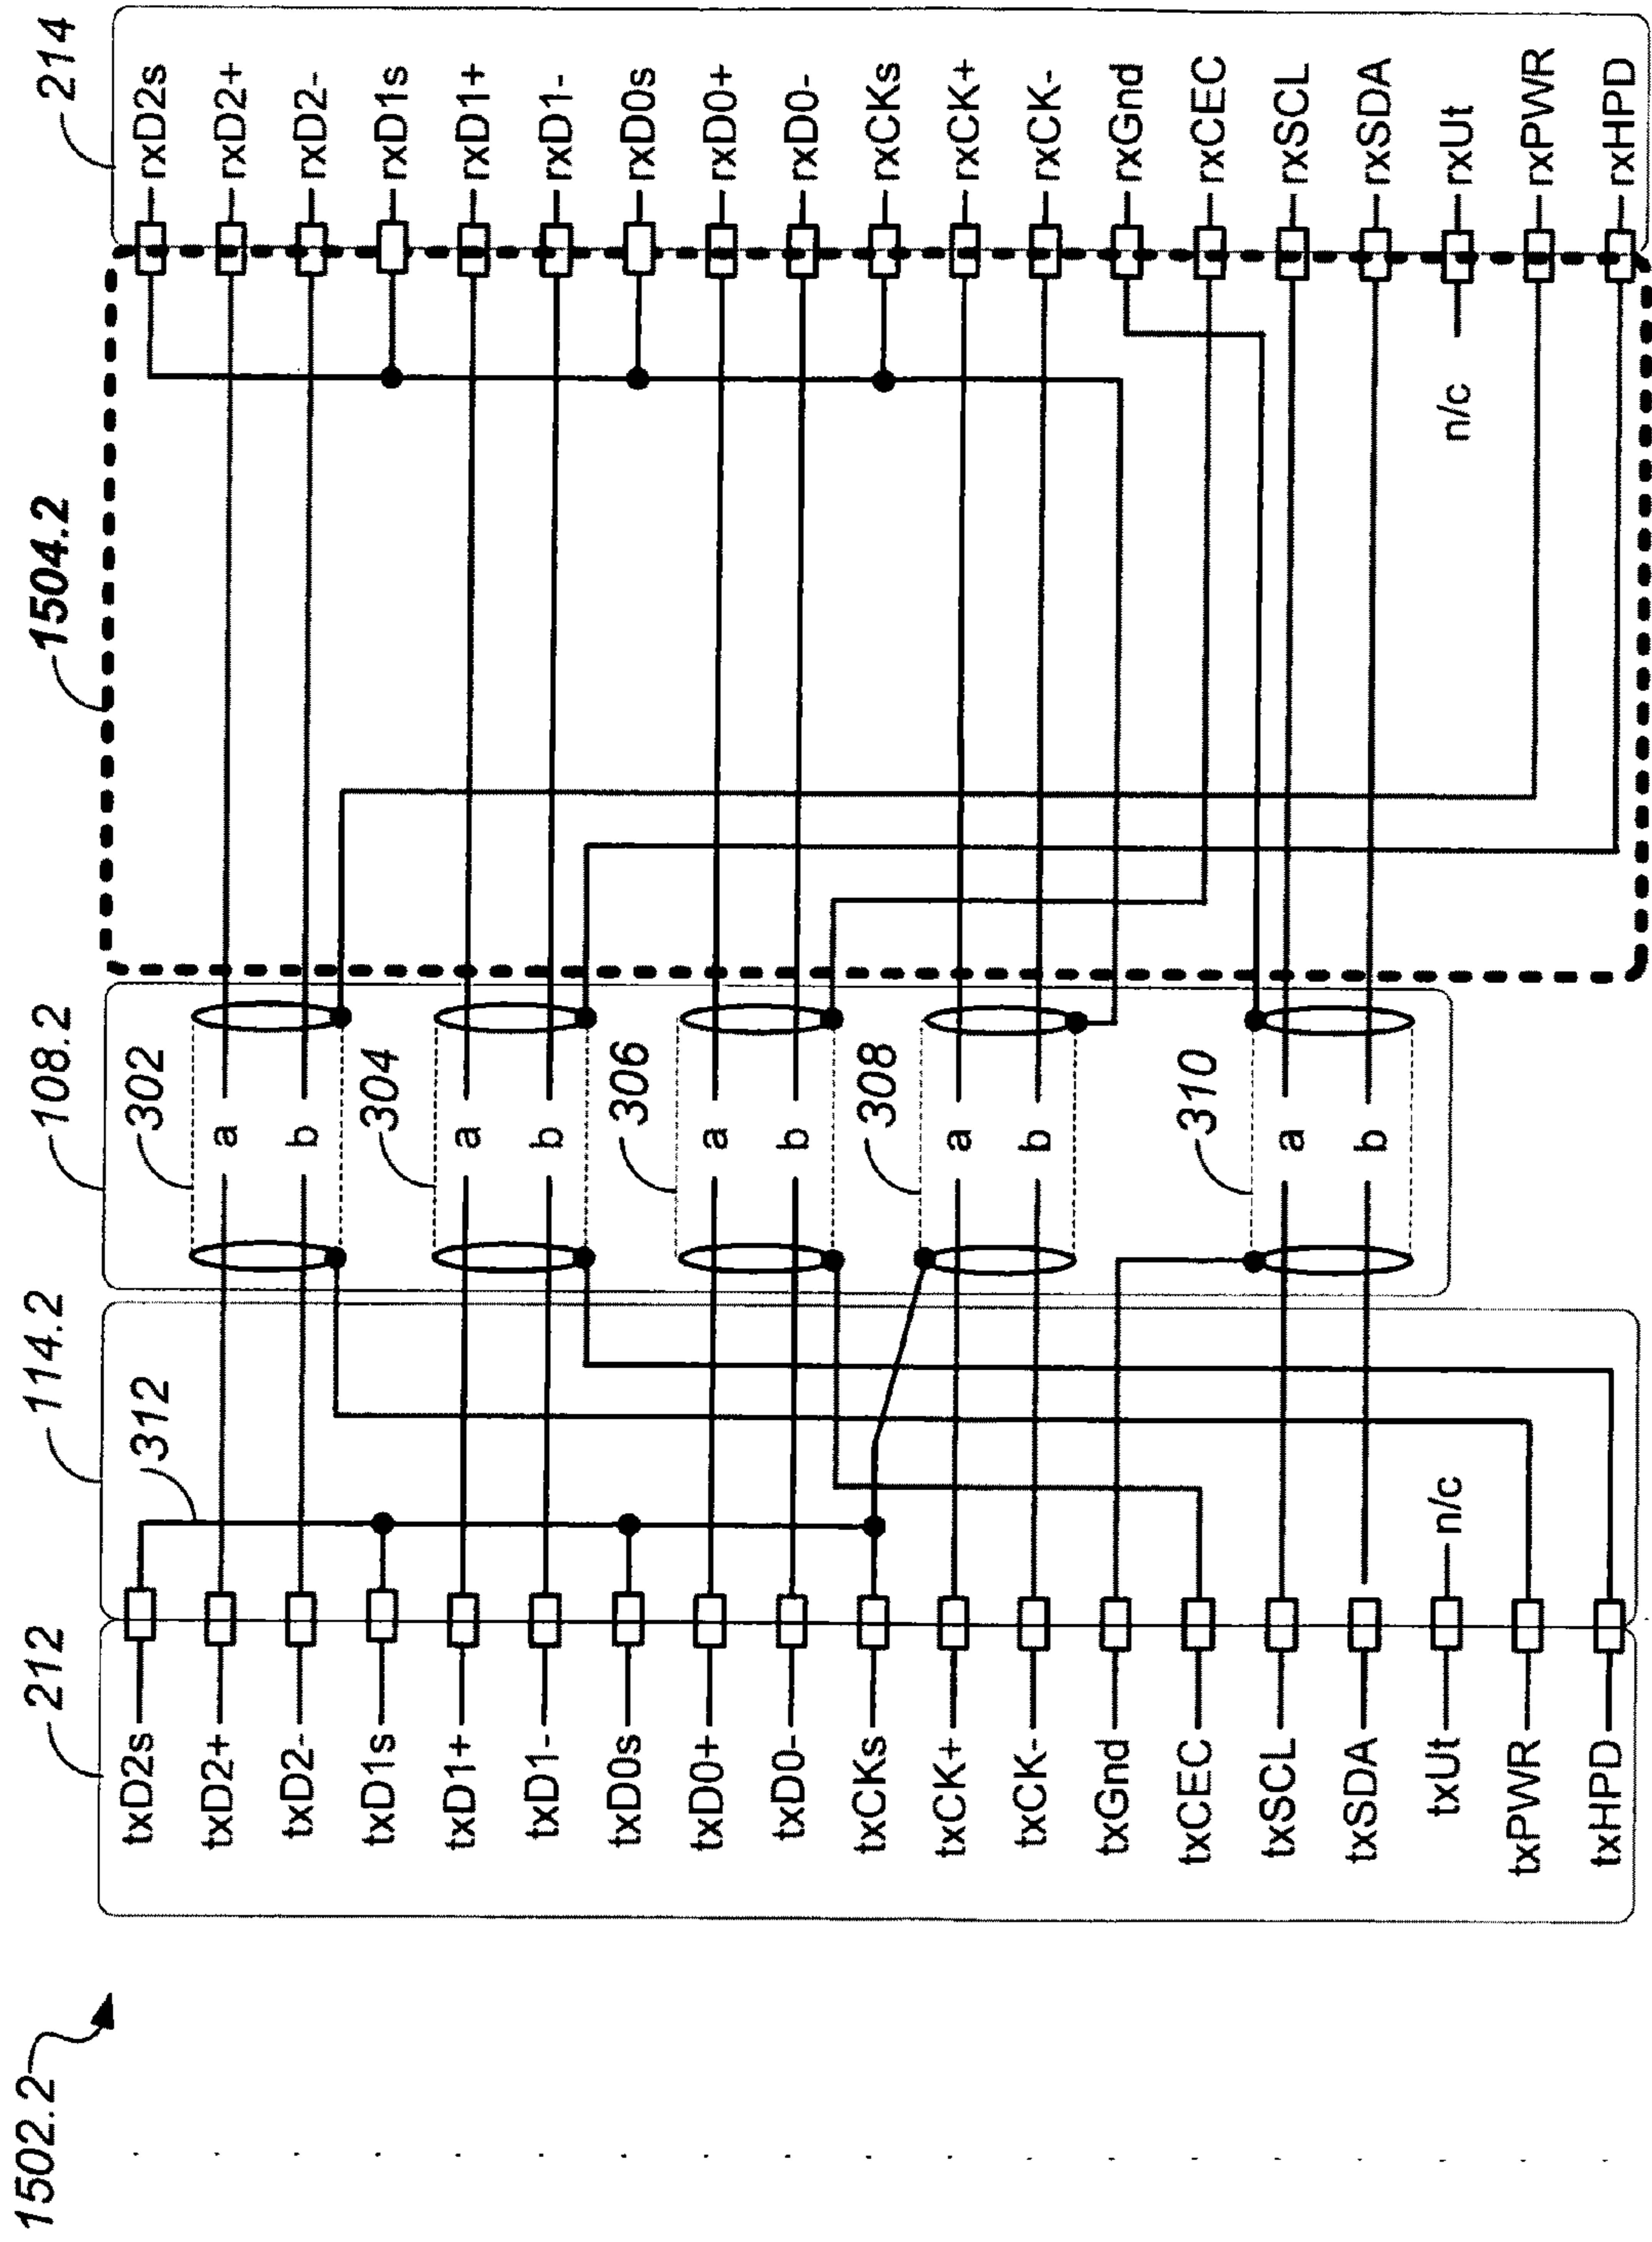 1502.2
212
114.2
108.2
1504.2
214
312
302
304
306
308
310
txD2s
txD2+
txD2-
txD1s
txD1+
txD1-
txD0s
txD0+
txD0-
txCKs
txCK+
txCK-
txGnd
txCEC
txSCL
txSDA
txUt
txPWR
txHPD
n/c
a
b
a
b
a
b
a
b
a
b
n/c
rxD2s
rxD2+
rxD2-
rxD1s
rxD1+
rxD1-
rxD0s
rxD0+
rxD0-
rxCKs
rxCK+
rxCK-
rxGnd
rxCEC
rxSCL
rxSDA
rxUt
rxPWR
rxHPD